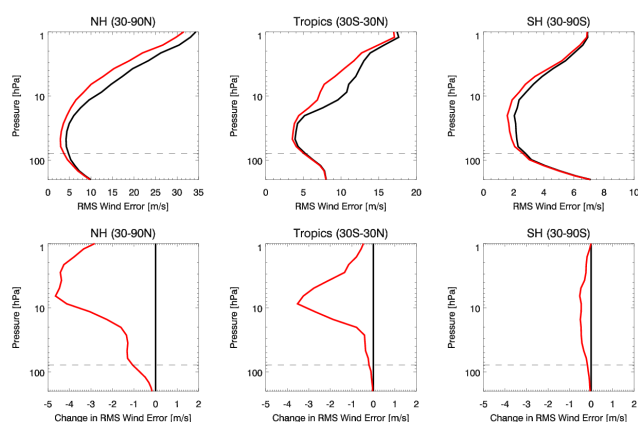 NH (30-90N)
Tropics (30S-30N)
SH (30-90S)
1
10
100
Pressure [hPa]
0 5 10 15 20 25 30 35
RMS Wind Error [m/s]
1
10
100
Pressure [hPa]
0 5 10 15 20
RMS Wind Error [m/s]
1
10
100
Pressure [hPa]
0 2 4 6 8 10
RMS Wind Error [m/s]
NH (30-90N)
Tropics (30S-30N)
SH (30-90S)
1
10
100
Pressure [hPa]
-5 -4 -3 -2 -1 0 1 2
Change in RMS Wind Error [m/s]
1
10
100
Pressure [hPa]
-5 -4 -3 -2 -1 0 1 2
Change in RMS Wind Error [m/s]
1
10
100
Pressure [hPa]
-5 -4 -3 -2 -1 0 1 2
Change in RMS Wind Error [m/s]